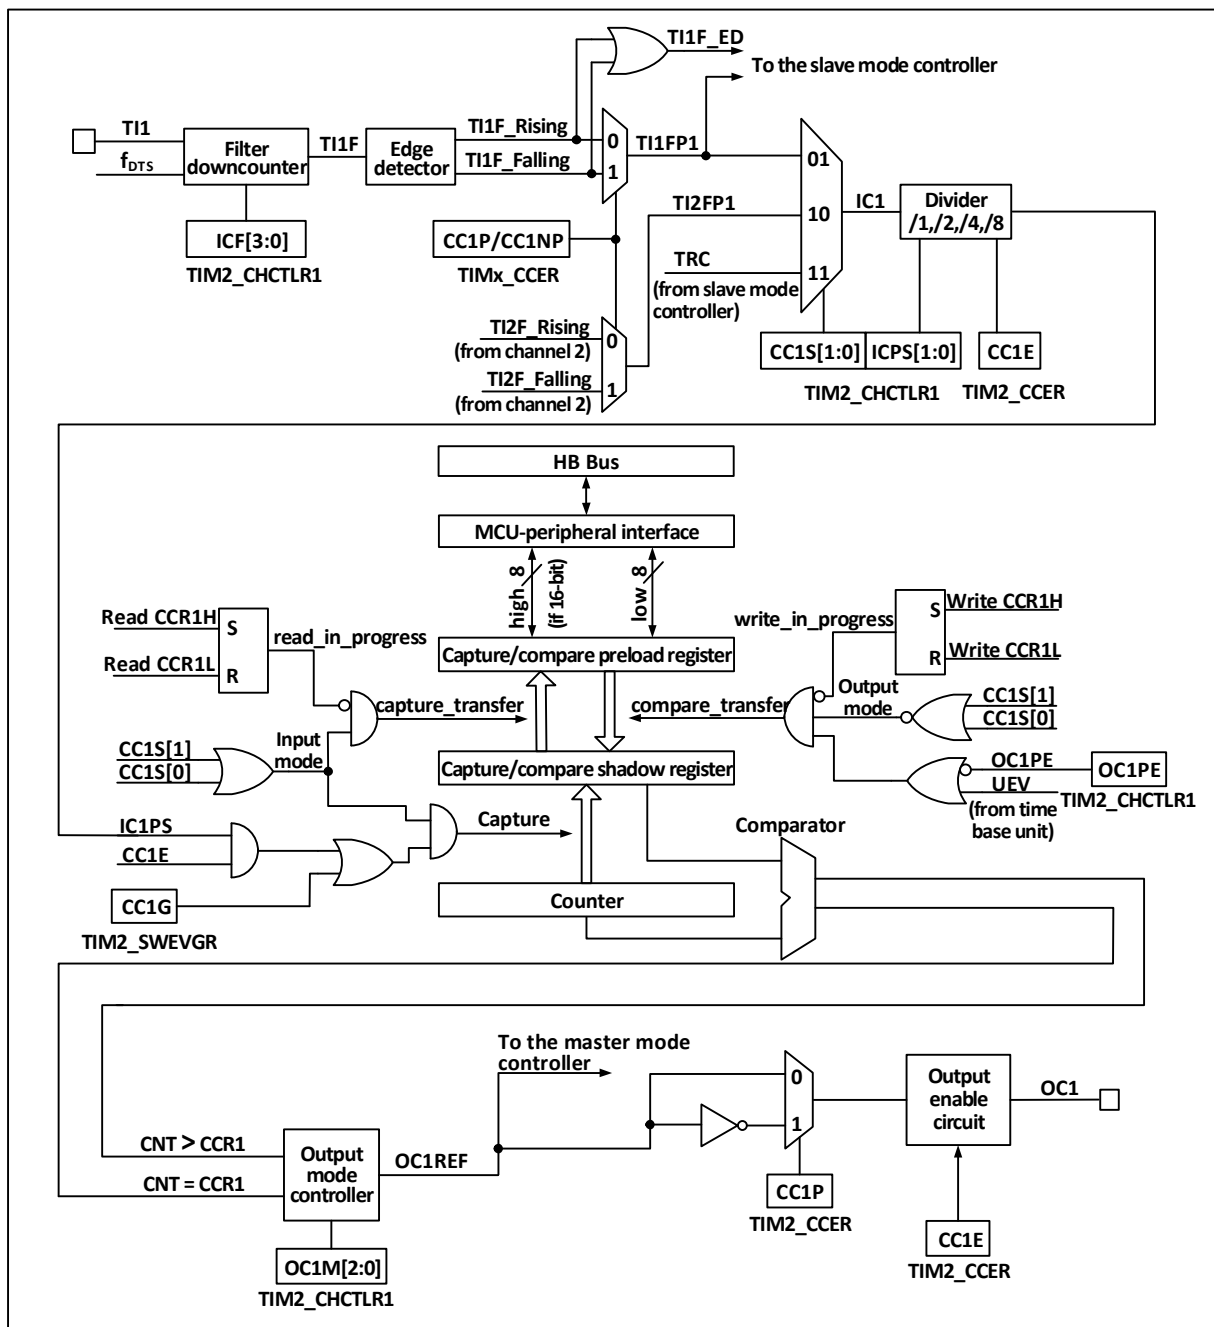 TI1F_ED
To the slave mode controller
TI1
fDTS
Filter
downcounter
TI1F
Edge
detector
TI1F_Rising
TI1F_Falling
0
1
TI1FP1
01
10
11
TI2FP1
IC1
Divider
/1,/2,/4,/8
ICF[3:0]
TIM2_CHCTLR1
CC1P/CC1NP
TIMx_CCER
TRC
(from slave mode
controller)
TI2F_Rising
(from channel 2)
TI2F_Falling
(from channel 2)
0
1
CC1S[1:0]
ICPS[1:0]
CC1E
TIM2_CHCTLR1
TIM2_CCER
HB Bus
MCU-peripheral interface
high
8
(if 16-bit)
low
8
Read CCR1H
Read CCR1L
S
R
read_in_progress
Capture/compare preload register
write_in_progress
S
R
Write CCR1H
Write CCR1L
capture_transfer
compare_transfer
Output
mode
CC1S[1]
CC1S[0]
CC1S[1]
CC1S[0]
Input
mode
Capture/compare shadow register
OC1PE
UEV
(from time
base unit)
OC1PE
TIM2_CHCTLR1
IC1PS
CC1E
Capture
Comparator
CC1G
TIM2_SWEVGR
Counter
To the master mode
controller
CNT > CCR1
CNT = CCR1
Output
mode
controller
OC1REF
0
1
Output
enable
circuit
OC1
CC1P
TIM2_CCER
CC1E
TIM2_CCER
OC1M[2:0]
TIM2_CHCTLR1